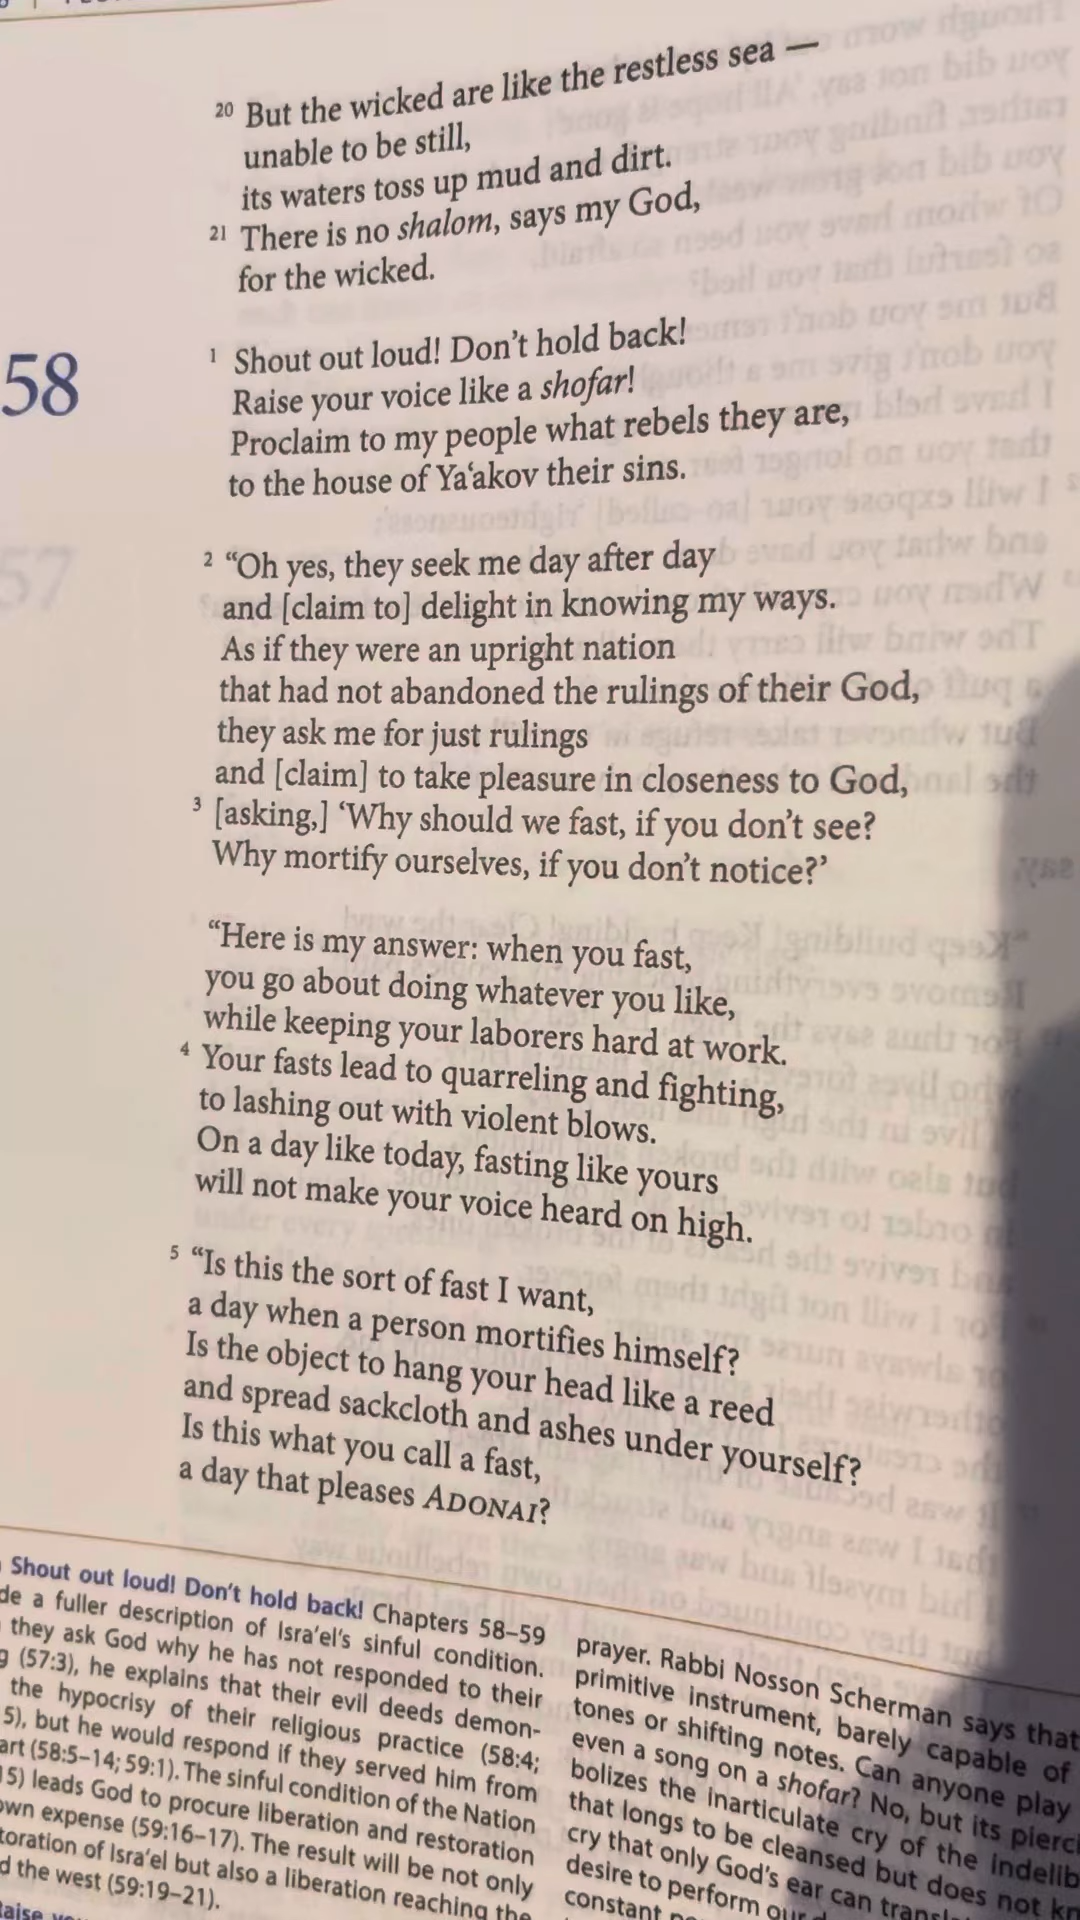 20 But the wicked are like the restless sea —
unable to be still,
its waters toss up mud and dirt.
21 There is no shalom, says my God,
for the wicked.
58
1 Shout out loud! Don't hold back!
Raise your voice like a shofar!
Proclaim to my people what rebels they are,
to the house of Ya‘akov their sins.
2 “Oh yes, they seek me day after day
and [claim to] delight in knowing my ways.
As if they were an upright nation
that had not abandoned the rulings of their God,
they ask me for just rulings
and [claim] to take pleasure in closeness to God,
3 [asking,] ‘Why should we fast, if you don't see?
Why mortify ourselves, if you don't notice?’
“Here is my answer: when you fast,
you go about doing whatever you like,
while keeping your laborers hard at work.
4 Your fasts lead to quarreling and fighting,
to lashing out with violent blows.
On a day like today, fasting like yours
will not make your voice heard on high.
5 “Is this the sort of fast I want,
a day when a person mortifies himself?
Is the object to hang your head like a reed
and spread sackcloth and ashes under yourself?
Is this what you call a fast,
a day that pleases ADONAI?
Shout out loud! Don't hold back! Chapters 58–59
de a fuller description of Isra'el's sinful condition.
they ask God why he has not responded to their
g (57:3), he explains that their evil deeds demon-
the hypocrisy of their religious practice (58:4;
5), but he would respond if they served him from
art (58:5–14; 59:1). The sinful condition of the Nation
15) leads God to procure liberation and restoration
own expense (59:16–17). The result will be not only
toration of Isra'el but also a liberation reaching the
d the west (59:19–21).
prayer. Rabbi Nosson Scherman says that
primitive instrument, barely capable of
tones or shifting notes. Can anyone play
even a song on a shofar? No, but its pierci
bolizes the inarticulate cry of the indelib
that longs to be cleansed but does not kn
cry that only God's ear can transl
desire to perform our
constant